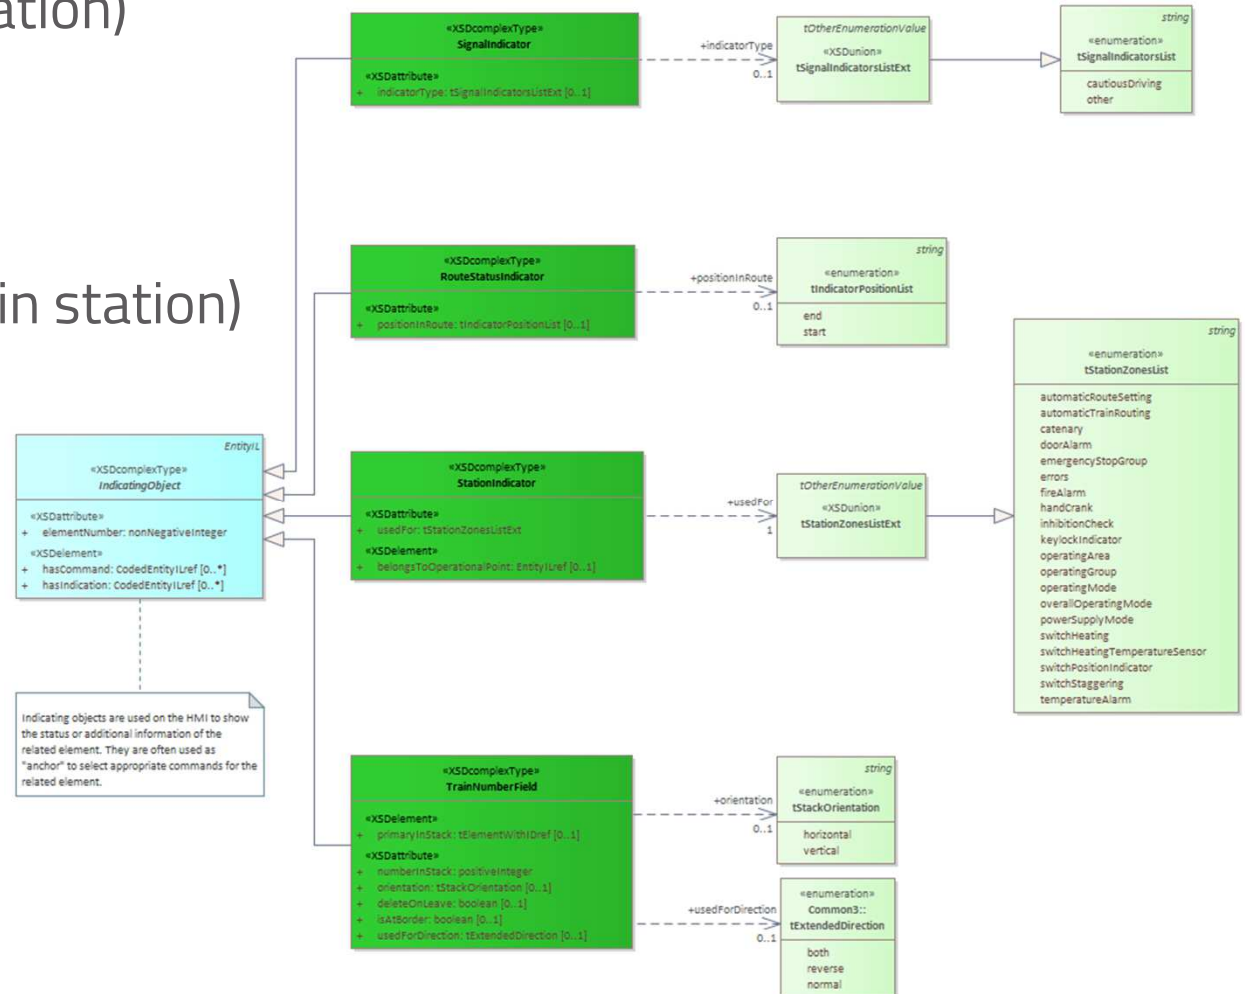 ation)
«XSDcomplexType»
SignalIndicator
«XSDattribute»
+ indicatorType: tSignalIndicatorsListExt [0..1]
+indicatorType
0..1
tOtherEnumerationValue
«XSDunion»
tSignalIndicatorsListExt
string
«enumeration»
tSignalIndicatorsList
cautiousDriving
other
in station)
«XSDcomplexType»
RouteStatusIndicator
«XSDattribute»
+ positionInRoute: tIndicatorPositionList [0..1]
+positionInRoute
0..1
string
«enumeration»
tIndicatorPositionList
end
start
string
«enumeration»
tStationZonesList
automaticRouteSetting
automaticTrainRouting
catenary
doorAlarm
emergencyStopGroup
errors
fireAlarm
handCrank
inhibitionCheck
keylockIndicator
operatingArea
operatingGroup
operatingMode
overallOperatingMode
powerSupplyMode
switchHeating
switchHeatingTemperatureSensor
switchPositionIndicator
switchStaggering
temperatureAlarm
EntityIL
«XSDcomplexType»
IndicatingObject
«XSDattribute»
+ elementNumber: nonNegativeInteger
«XSDelement»
+ hasCommand: CodedEntityILref [0..*]
+ hasIndication: CodedEntityILref [0..*]
«XSDcomplexType»
StationIndicator
«XSDattribute»
+ usedFor: tStationZonesListExt
«XSDelement»
+ belongsToOperationalPoint: EntityILref [0..1]
+usedFor
1
tOtherEnumerationValue
«XSDunion»
tStationZonesListExt
Indicating objects are used on the HMI to show
the status or additional information of the
related element. They are often used as
"anchor" to select appropriate commands for the
related element.
«XSDcomplexType»
TrainNumberField
«XSDelement»
+ primaryInStack: tElementWithIDref [0..1]
«XSDattribute»
+ numberInStack: positiveInteger
+ orientation: tStackOrientation [0..1]
+ deleteOnLeave: boolean [0..1]
+ isAtBorder: boolean [0..1]
+ usedForDirection: tExtendedDirection [0..1]
+orientation
0..1
string
«enumeration»
tStackOrientation
horizontal
vertical
+usedForDirection
0..1
«enumeration»
Common3::
tExtendedDirection
both
reverse
normal